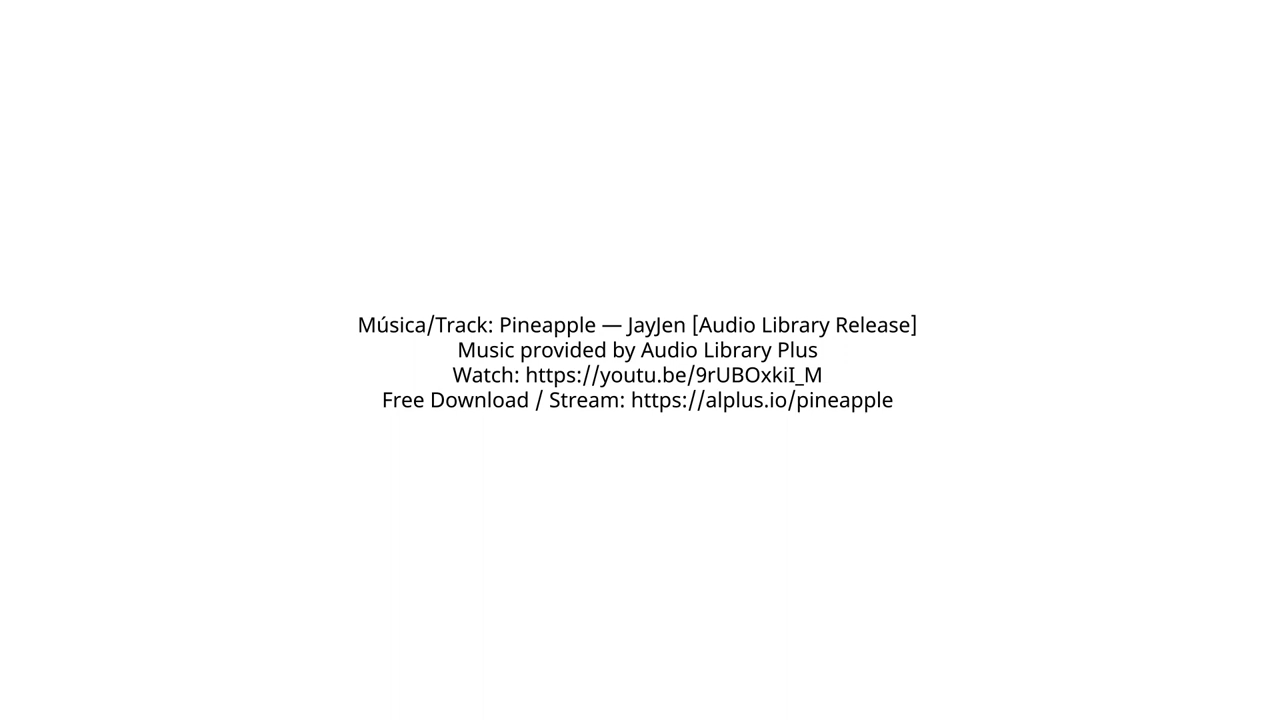 Música/Track: Pineapple — JayJen [Audio Library Release]
Music provided by Audio Library Plus
Watch: https://youtu.be/9rUBOxkiI_M
Free Download / Stream: https://alplus.io/pineapple